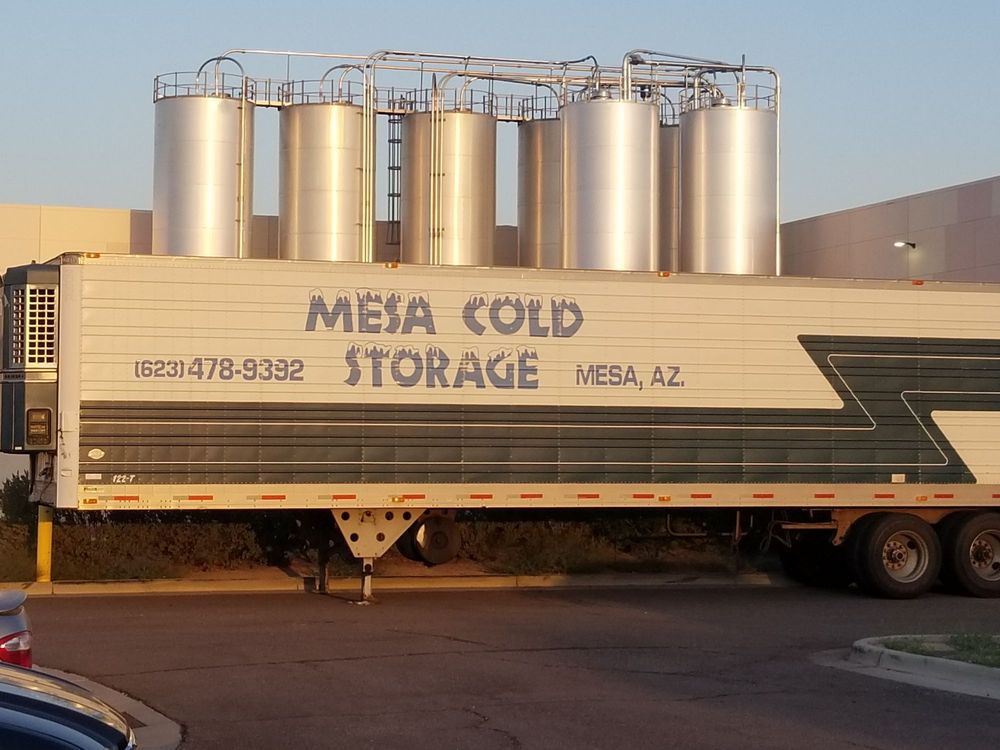 MESA COLD
STORAGE
(623) 478-9392
MESA, AZ.
122-T